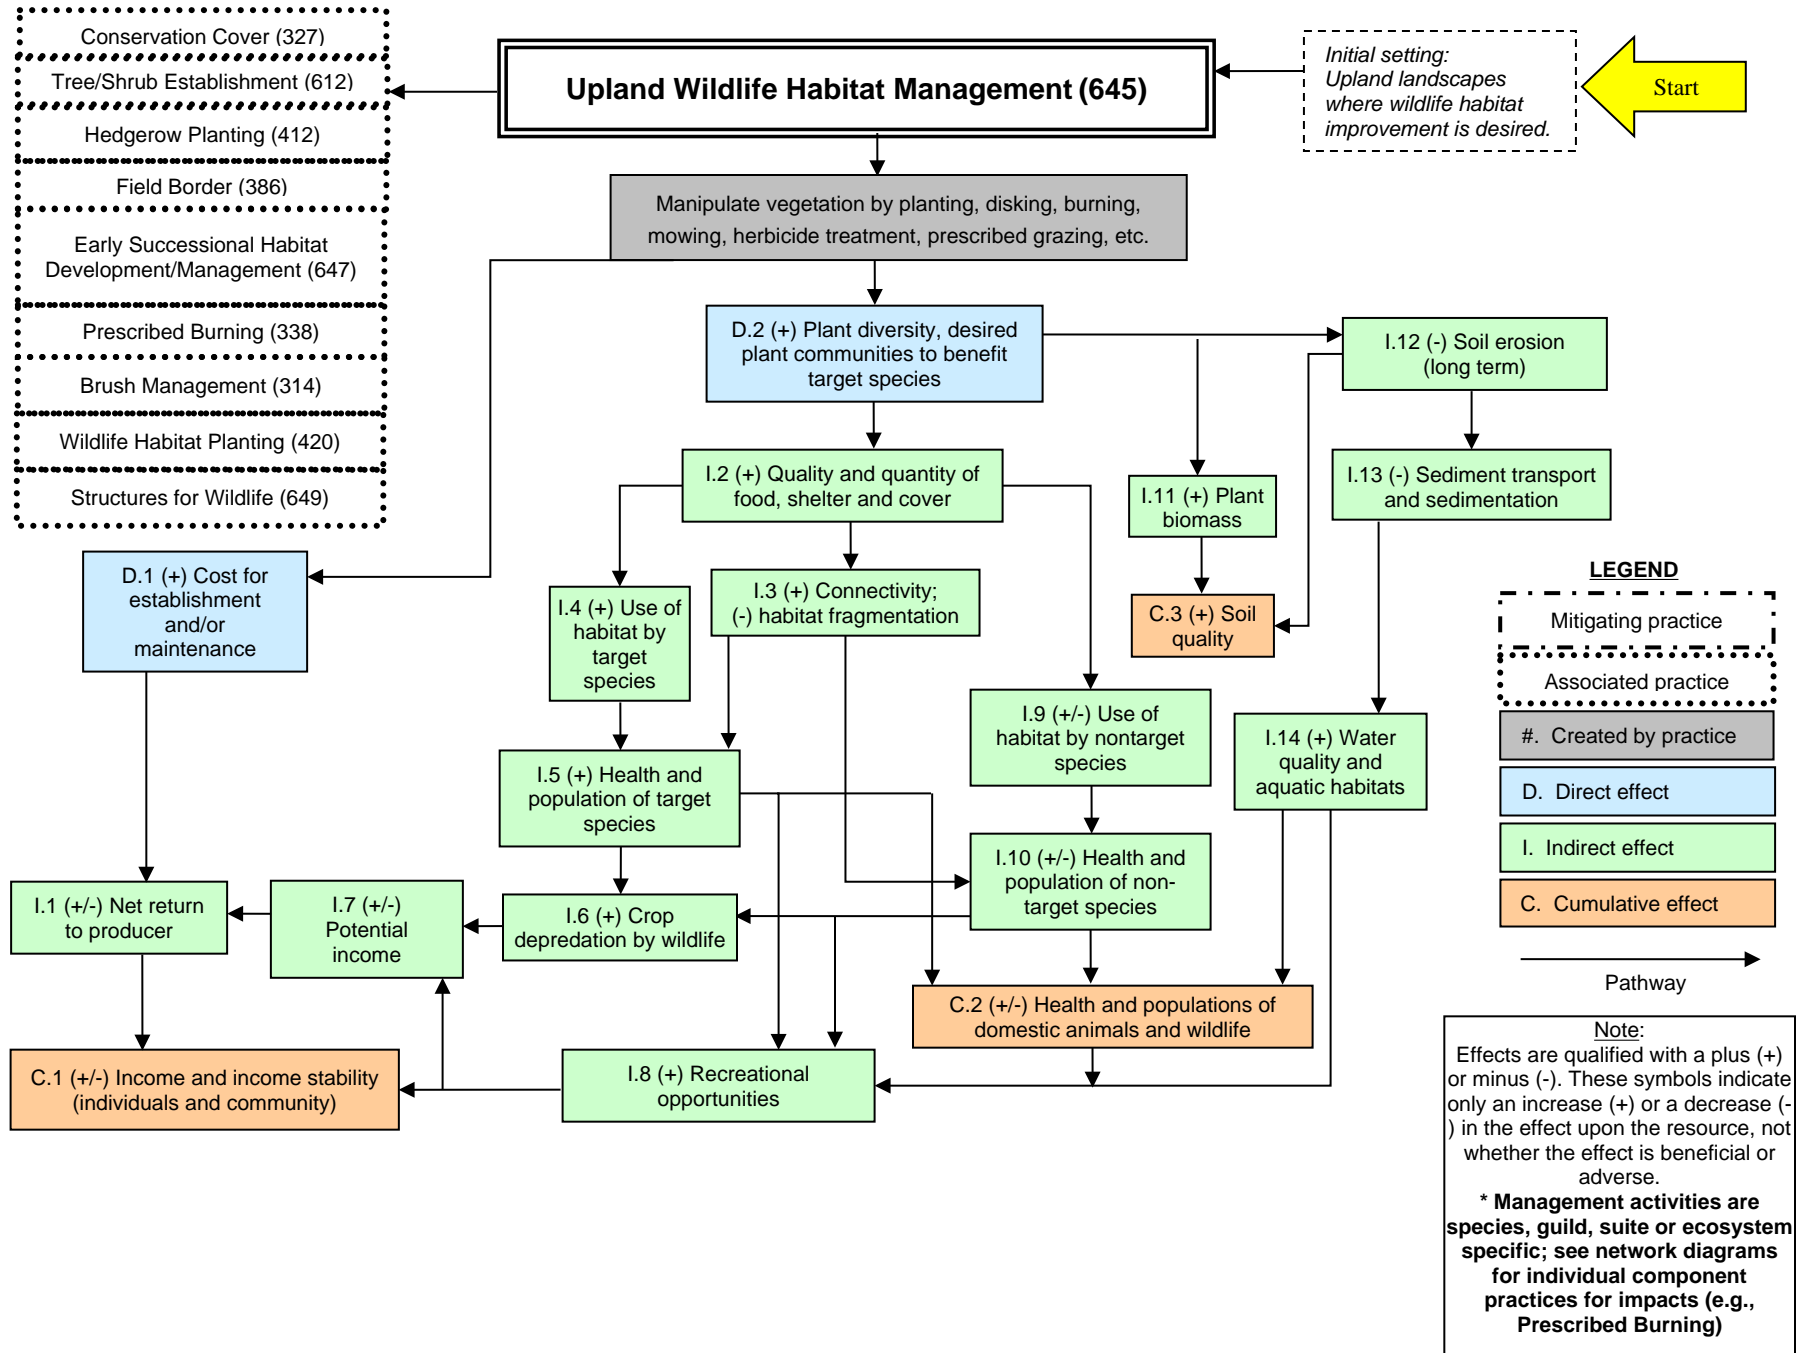 Conservation Cover (327)
Tree/Shrub Establishment (612)
Hedgerow Planting (412)
Field Border (386)
Early Successional Habitat
Development/Management (647)
Prescribed Burning (338)
Brush Management (314)
Wildlife Habitat Planting (420)
Structures for Wildlife (649)
Upland Wildlife Habitat Management (645)
Initial setting:
Upland landscapes
where wildlife habitat
improvement is desired.
Start
Manipulate vegetation by planting, disking, burning,
mowing, herbicide treatment, prescribed grazing, etc.
D.2 (+) Plant diversity, desired
plant communities to benefit
target species
I.12 (-) Soil erosion
(long term)
I.2 (+) Quality and quantity of
food, shelter and cover
I.11 (+) Plant
biomass
I.13 (-) Sediment transport
and sedimentation
D.1 (+) Cost for
establishment
and/or
maintenance
I.4 (+) Use of
habitat by
target
species
I.3 (+) Connectivity;
(-) habitat fragmentation
C.3 (+) Soil
quality
I.9 (+/-) Use of
habitat by nontarget
species
I.14 (+) Water
quality and
aquatic habitats
I.5 (+) Health and
population of target
species
I.10 (+/-) Health and
population of non-
target species
I.1 (+/-) Net return
to producer
I.7 (+/-)
Potential
income
I.6 (+) Crop
depredation by wildlife
C.2 (+/-) Health and populations of
domestic animals and wildlife
C.1 (+/-) Income and income stability
(individuals and community)
I.8 (+) Recreational
opportunities
LEGEND
Mitigating practice
Associated practice
#. Created by practice
D. Direct effect
I. Indirect effect
C. Cumulative effect
Pathway
Note:
Effects are qualified with a plus (+)
or minus (-). These symbols indicate
only an increase (+) or a decrease (-
) in the effect upon the resource, not
whether the effect is beneficial or
adverse.
* Management activities are
species, guild, suite or ecosystem
specific; see network diagrams
for individual component
practices for impacts (e.g.,
Prescribed Burning)